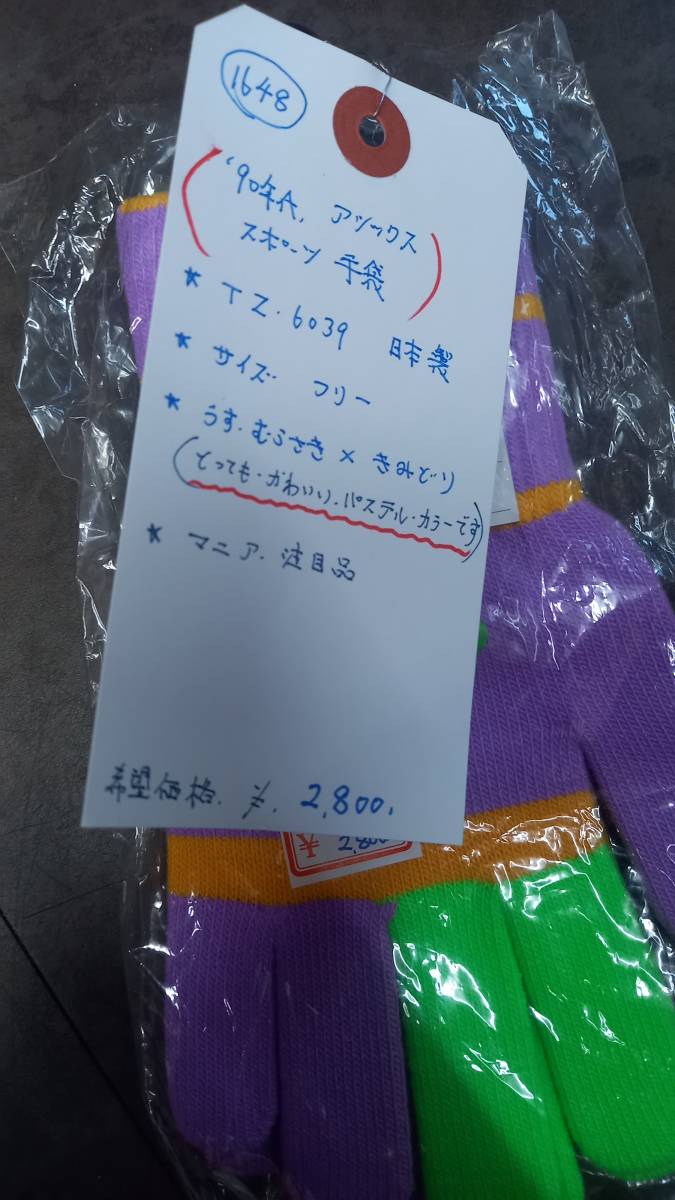 1648
'90年代、アシックス
スポーツ 手袋
* TZ.6039 日本製
* サイズ フリー
* うす.むらさき × きみどり
(とっても・かわいい・パステル・カラーです)
* マニア.注目品
希望価格. ¥. 2,800.
¥ 2,800